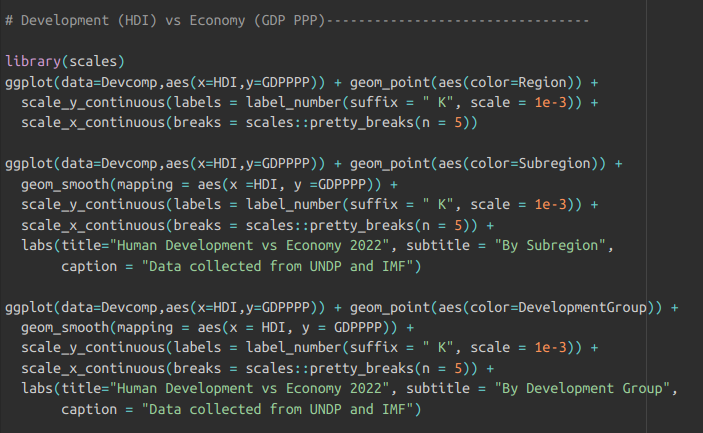 # Development (HDI) vs Economy (GDP PPP)---------------------------------
library(scales)
ggplot(data=Devcomp,aes(x=HDI,y=GDPPPP)) + geom_point(aes(color=Region)) +
  scale_y_continuous(labels = label_number(suffix = " K", scale = 1e-3)) +
  scale_x_continuous(breaks = scales::pretty_breaks(n = 5))
ggplot(data=Devcomp,aes(x=HDI,y=GDPPPP)) + geom_point(aes(color=Subregion)) +
  geom_smooth(mapping = aes(x =HDI, y =GDPPPP)) +
  scale_y_continuous(labels = label_number(suffix = " K", scale = 1e-3)) +
  scale_x_continuous(breaks = scales::pretty_breaks(n = 5)) +
  labs(title="Human Development vs Economy 2022", subtitle = "By Subregion",
       caption = "Data collected from UNDP and IMF")
ggplot(data=Devcomp,aes(x=HDI,y=GDPPPP)) + geom_point(aes(color=DevelopmentGroup)) +
  geom_smooth(mapping = aes(x = HDI, y = GDPPPP)) +
  scale_y_continuous(labels = label_number(suffix = " K", scale = 1e-3)) +
  scale_x_continuous(breaks = scales::pretty_breaks(n = 5)) +
  labs(title="Human Development vs Economy 2022", subtitle = "By Development Group",
       caption = "Data collected from UNDP and IMF")